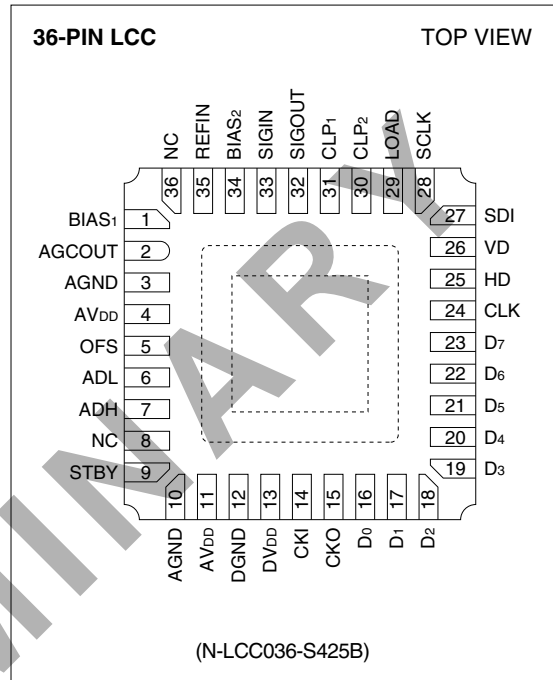 36-PIN LCC TOP VIEW
NC REFIN BIAS2 SIGIN SIGOUT CLP1 CLP2 LOAD SCLK
36 35 34 33 32 31 30 29 28
BIAS1 1
AGCOUT 2
AGND 3
AVDD 4
OFS 5
ADL 6
ADH 7
NC 8
STBY 9
27 SDI
26 VD
25 HD
24 CLK
23 D7
22 D6
21 D5
20 D4
19 D3
10 11 12 13 14 15 16 17 18
AGND AVDD DGND DVDD CKI CKO D0 D1 D2
(N-LCC036-S425B)
MINARY